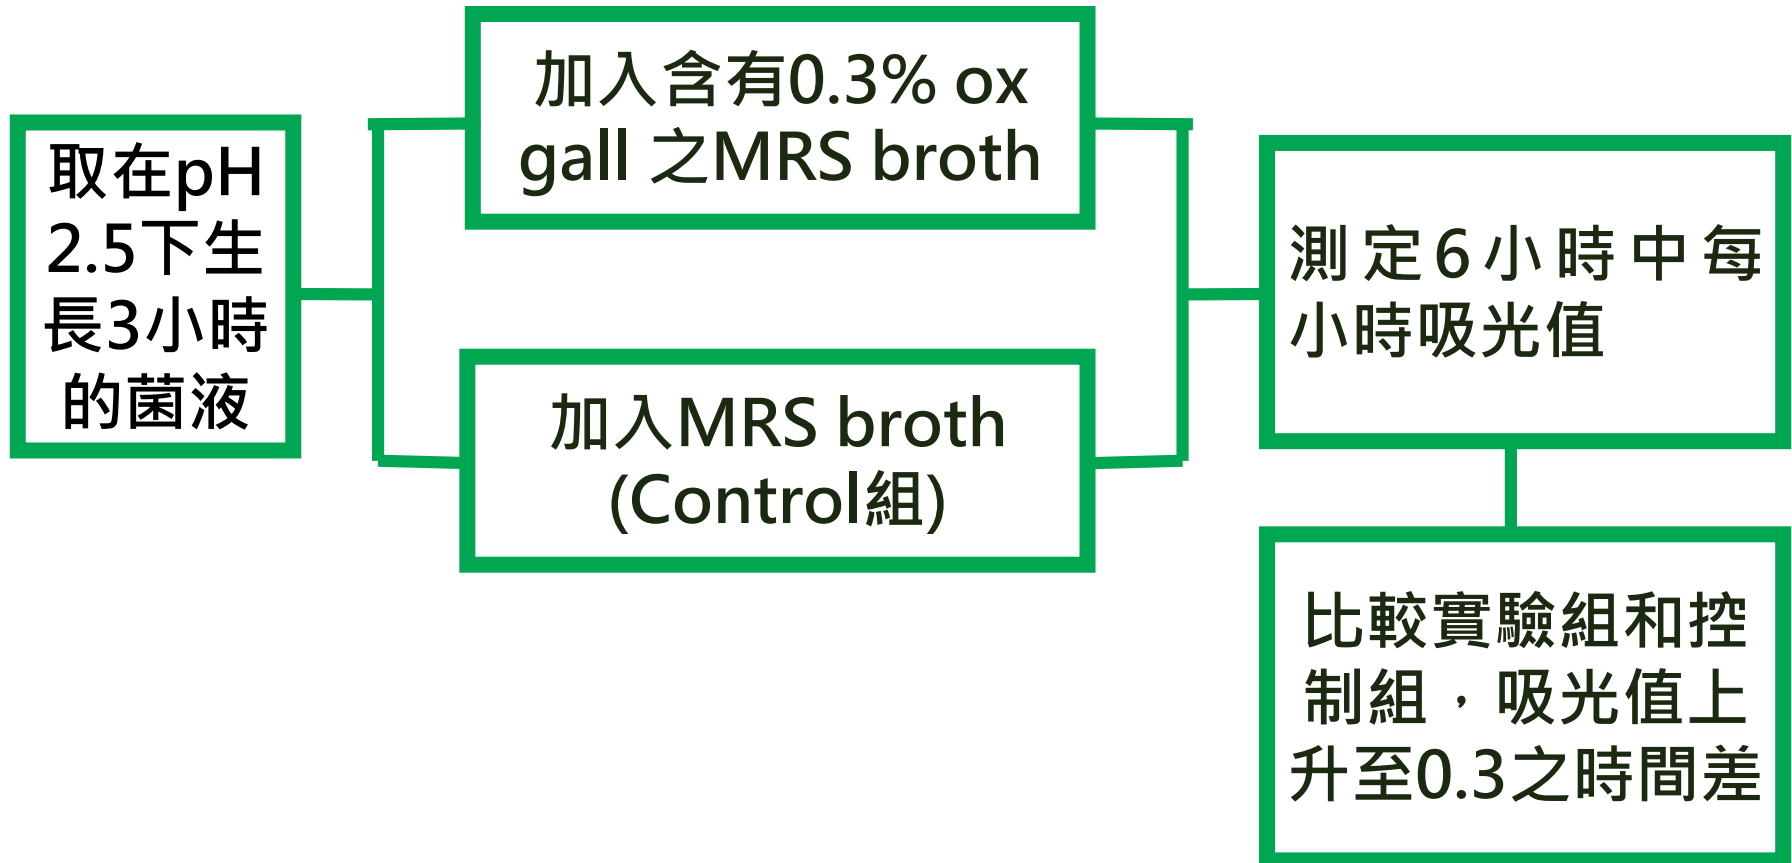 取在pH
2.5下生
長3小時
的菌液
加入含有0.3% ox
gall 之MRS broth
加入MRS broth
(Control組)
測定6小時中每
小時吸光值
比較實驗組和控
制組，吸光值上
升至0.3之時間差